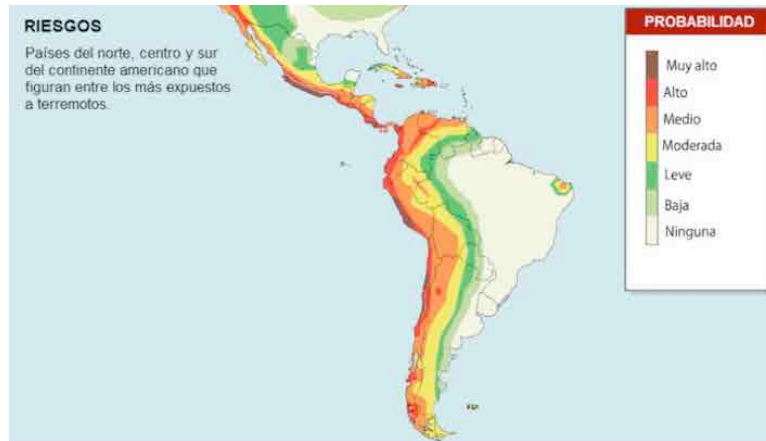 RIESGOS
Países del norte, centro y sur
del continente americano que
figuran entre los más expuestos
a terremotos.
PROBABILIDAD
Muy alto
Alto
Medio
Moderada
Leve
Baja
Ninguna